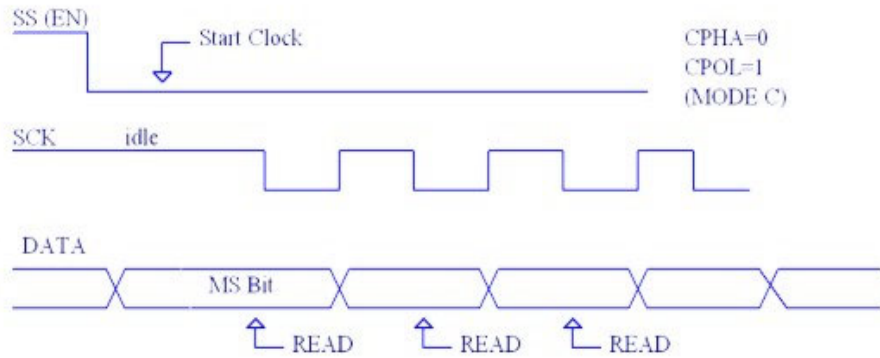 SS (EN)
Start Clock
CPHA=0
CPOL=1
(MODE C)
SCK idle
DATA
MS Bit
READ READ READ